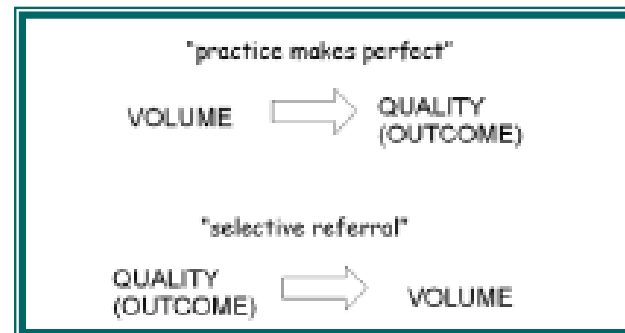 "practice makes perfect"
VOLUME
QUALITY
(OUTCOME)
"selective referral"
QUALITY
(OUTCOME)
VOLUME